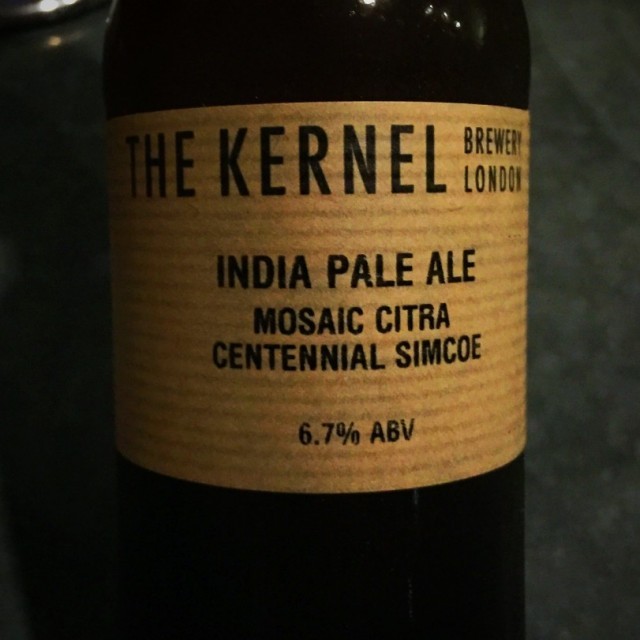 THE KERNEL BREWERY LONDON
INDIA PALE ALE
MOSAIC CITRA
CENTENNIAL SIMCOE
6.7% ABV